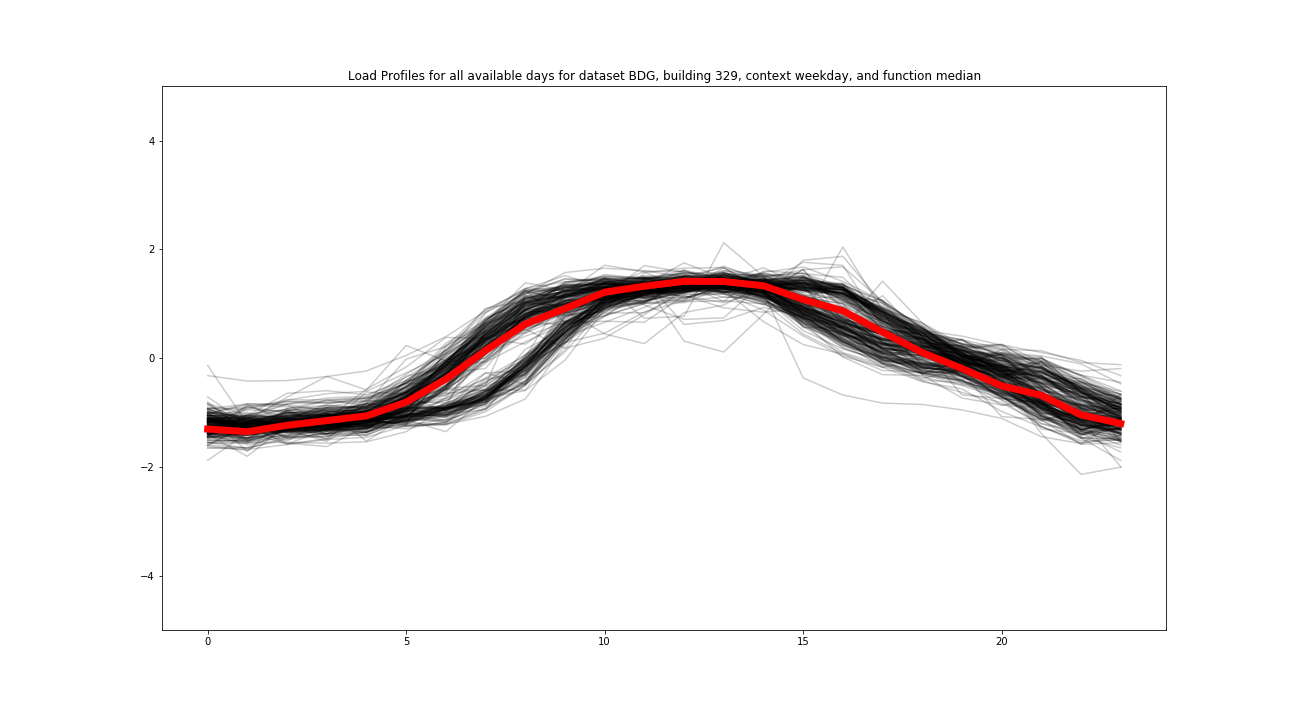 Load Profiles for all available days for dataset BDG, building 329, context weekday, and function median
4
2
0
−2
−4
0 5 10 15 20